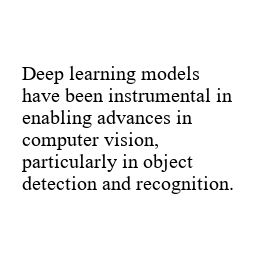 Deep learning models
have been instrumental in
enabling advances in
computer vision,
particularly in object
detection and recognition.